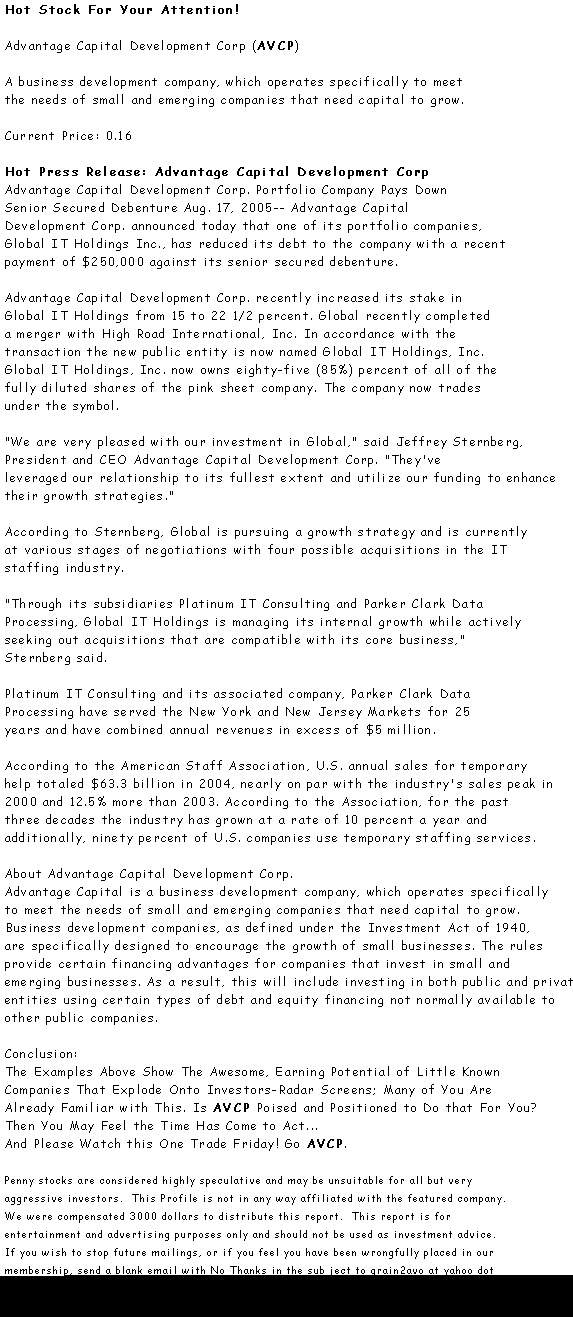 Hot Stock For Your Attention!
Advantage Capital Development Corp (AVCP)
A business development company, which operates specifically to meet
the needs of small and emerging companies that need capital to grow.
Current Price: 0.16
Hot Press Release: Advantage Capital Development Corp
Advantage Capital Development Corp. Portfolio Company Pays Down
Senior Secured Debenture Aug. 17, 2005-- Advantage Capital
Development Corp. announced today that one of its portfolio companies,
Global IT Holdings Inc., has reduced its debt to the company with a recent
payment of $250,000 against its senior secured debenture.
Advantage Capital Development Corp. recently increased its stake in
Global IT Holdings from 15 to 22 1/2 percent. Global recently completed
a merger with High Road International, Inc. In accordance with the
transaction the new public entity is now named Global IT Holdings, Inc.
Global IT Holdings, Inc. now owns eighty-five (85%) percent of all of the
fully diluted shares of the pink sheet company. The company now trades
under the symbol.
"We are very pleased with our investment in Global," said Jeffrey Sternberg,
President and CEO Advantage Capital Development Corp. "They've
leveraged our relationship to its fullest extent and utilize our funding to enhance
their growth strategies."
According to Sternberg, Global is pursuing a growth strategy and is currently
at various stages of negotiations with four possible acquisitions in the IT
staffing industry.
"Through its subsidiaries Platinum IT Consulting and Parker Clark Data
Processing, Global IT Holdings is managing its internal growth while actively
seeking out acquisitions that are compatible with its core business,"
Sternberg said.
Platinum IT Consulting and its associated company, Parker Clark Data
Processing have served the New York and New Jersey Markets for 25
years and have combined annual revenues in excess of $5 million.
According to the American Staff Association, U.S. annual sales for temporary
help totaled $63.3 billion in 2004, nearly on par with the industry's sales peak in
2000 and 12.5% more than 2003. According to the Association, for the past
three decades the industry has grown at a rate of 10 percent a year and
additionally, ninety percent of U.S. companies use temporary staffing services.
About Advantage Capital Development Corp.
Advantage Capital is a business development company, which operates specifically
to meet the needs of small and emerging companies that need capital to grow.
Business development companies, as defined under the Investment Act of 1940,
are specifically designed to encourage the growth of small businesses. The rules
provide certain financing advantages for companies that invest in small and
emerging businesses. As a result, this will include investing in both public and privat
entities using certain types of debt and equity financing not normally available to
other public companies.
Conclusion:
The Examples Above Show The Awesome, Earning Potential of Little Known
Companies That Explode Onto Investors-Radar Screens; Many of You Are
Already Familiar with This. Is AVCP Poised and Positioned to Do that For You?
Then You May Feel the Time Has Come to Act...
And Please Watch this One Trade Friday! Go AVCP.
Penny stocks are considered highly speculative and may be unsuitable for all but very
aggressive investors. This Profile is not in any way affiliated with the featured company.
We were compensated 3000 dollars to distribute this report. This report is for
entertainment and advertising purposes only and should not be used as investment advice.
If you wish to stop future mailings, or if you feel you have been wrongfully placed in our
membership, send a blank email with No Thanks in the sub ject to grain2avo at yahoo dot